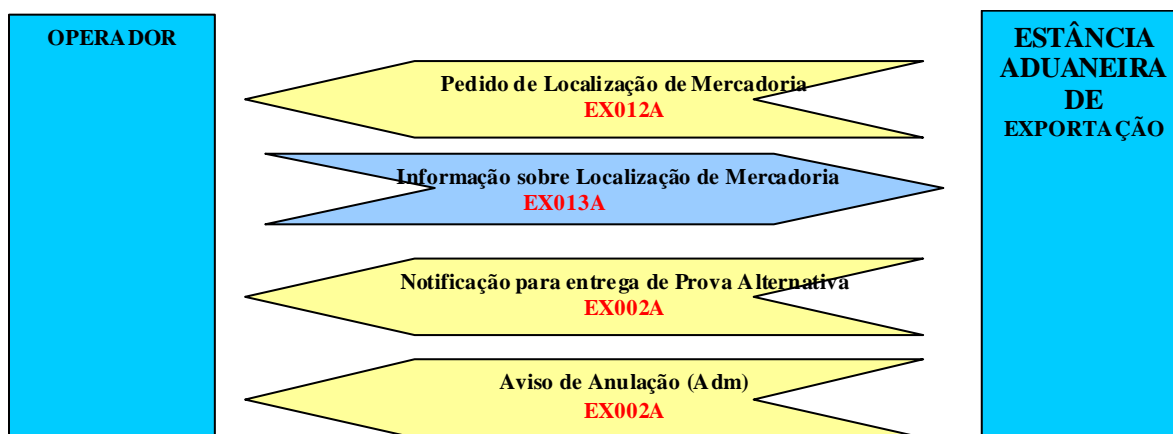 OPERADOR
ESTÂNCIA
ADUANEIRA
DE
EXPORTAÇÃO
Pedido de Localização de Mercadoria
EX012A
Informação sobre Localização de Mercadoria
EX013A
Notificação para entrega de Prova Alternativa
EX002A
Aviso de Anulação (Adm)
EX002A